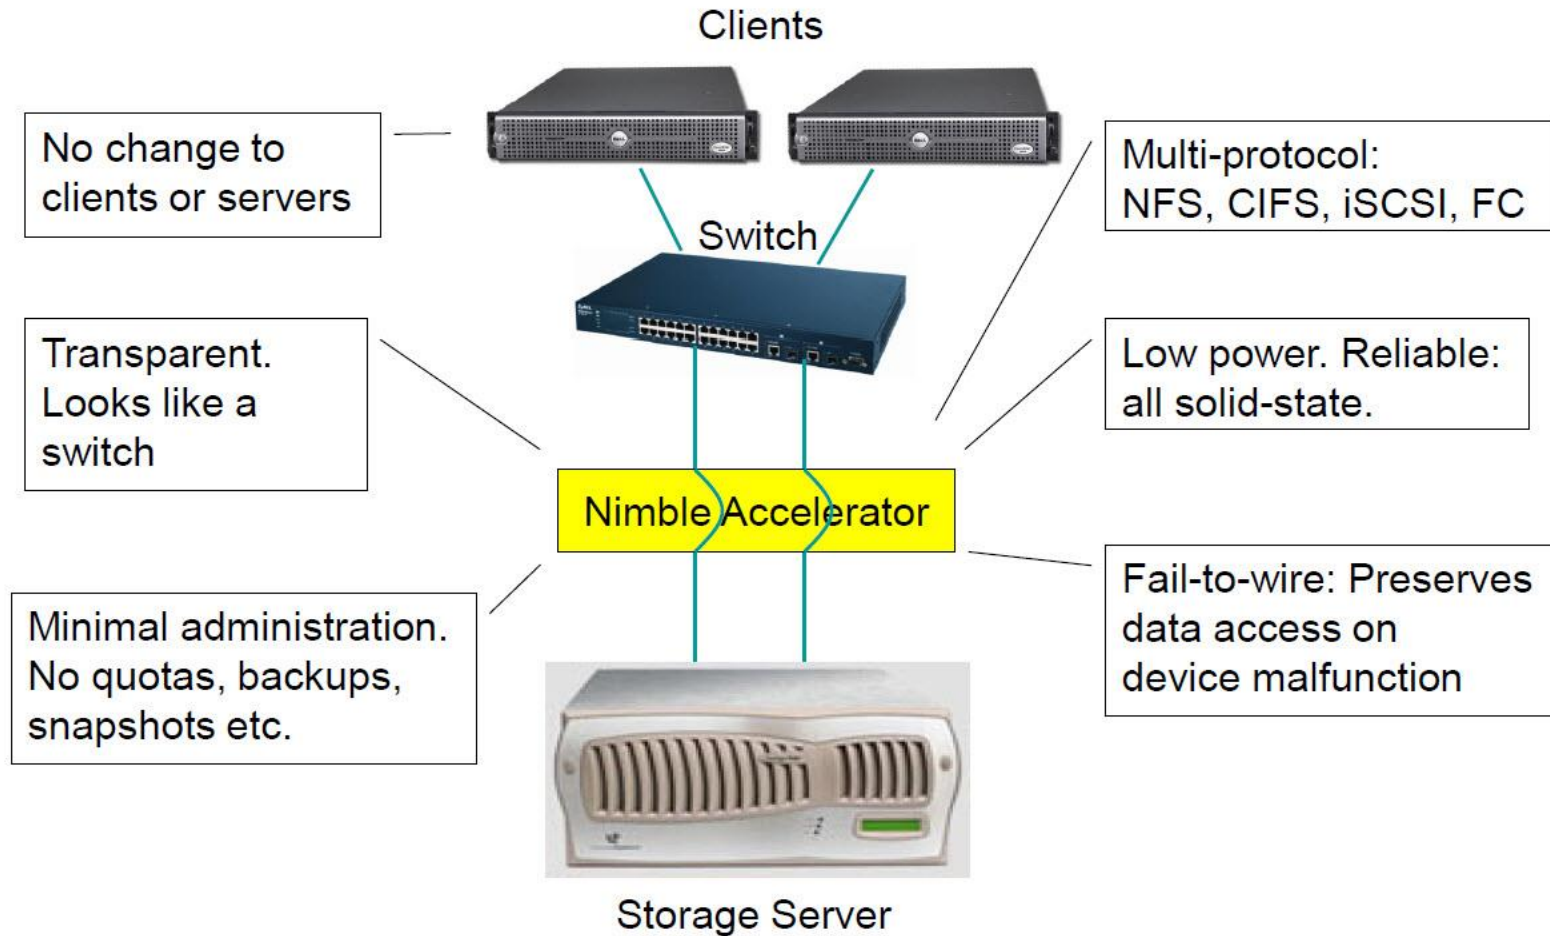 Clients
No change to
clients or servers
Multi-protocol:
NFS, CIFS, iSCSI, FC
Switch
Transparent.
Looks like a
switch
Low power. Reliable:
all solid-state.
Nimble Accelerator
Minimal administration.
No quotas, backups,
snapshots etc.
Fail-to-wire: Preserves
data access on
device malfunction
Storage Server